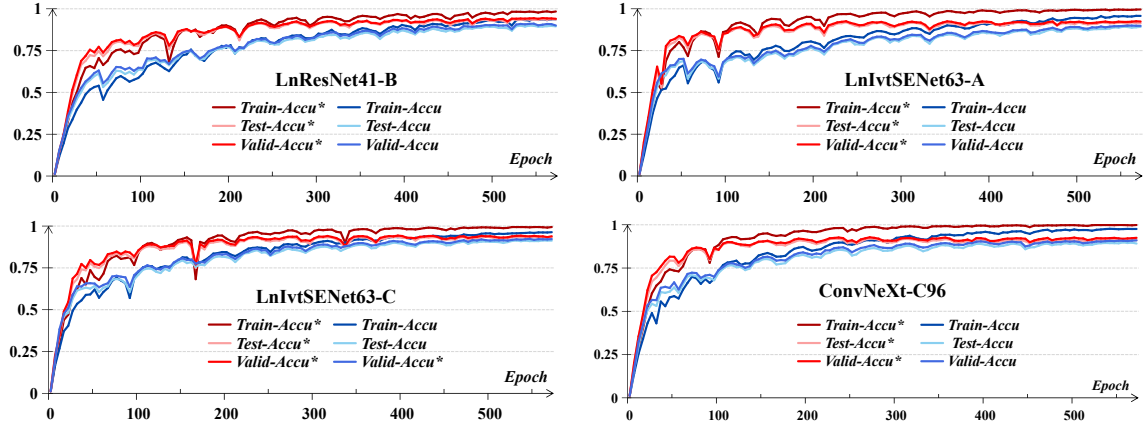 1
0.75
0.5
0.25
0
LnResNet41-B
Train-Accu* Train-Accu
Test-Accu* Test-Accu
Valid-Accu* Valid-Accu
Epoch
0 100 200 300 400 500
1
0.75
0.5
0.25
0
LnIvtSENet63-A
Train-Accu* Train-Accu
Test-Accu* Test-Accu
Valid-Accu* Valid-Accu
Epoch
0 100 200 300 400 500
1
0.75
0.5
0.25
0
LnIvtSENet63-C
Train-Accu* Train-Accu
Test-Accu* Test-Accu
Valid-Accu* Valid-Accu*
Epoch
0 100 200 300 400 500
1
0.75
0.5
0.25
0
ConvNeXt-C96
Train-Accu* Train-Accu
Test-Accu* Test-Accu
Valid-Accu* Valid-Accu
Epoch
0 100 200 300 400 500